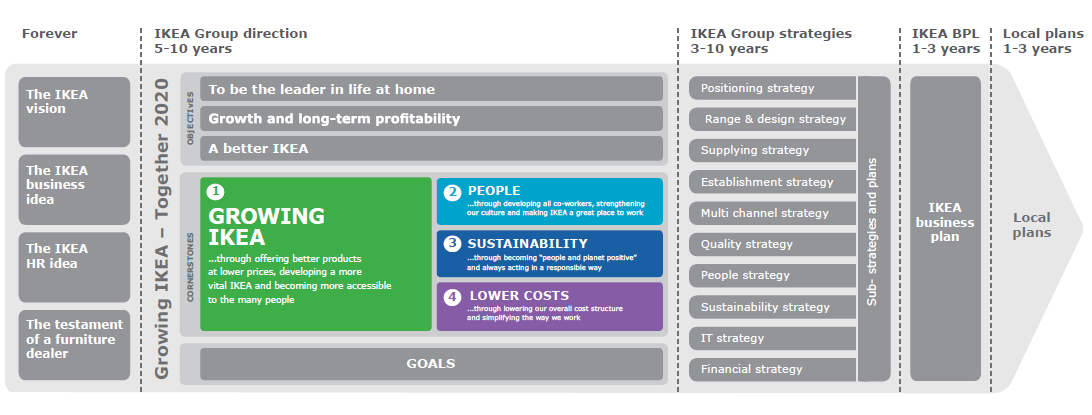 Forever
IKEA Group direction
5-10 years
IKEA Group strategies
3-10 years
IKEA BPL
1-3 years
Local plans
1-3 years
The IKEA
vision
The IKEA
business
idea
The IKEA
HR idea
The testament
of a furniture
dealer
Growing IKEA – Together 2020
OBJECTIVES
To be the leader in life at home
Growth and long-term profitability
A better IKEA
CORNERSTONES
1
GROWING
IKEA
...through offering better products
at lower prices, developing a more
vital IKEA and becoming more accessible
to the many people
2 PEOPLE
...through developing all co-workers, strengthening
our culture and making IKEA a great place to work
3 SUSTAINABILITY
...through becoming “people and planet positive”
and always acting in a responsible way
4 LOWER COSTS
...through lowering our overall cost structure
and simplifying the way we work
GOALS
Positioning strategy
Range & design strategy
Supplying strategy
Establishment strategy
Multi channel strategy
Quality strategy
People strategy
Sustainability strategy
IT strategy
Financial strategy
Sub- strategies and plans
IKEA
business
plan
Local
plans